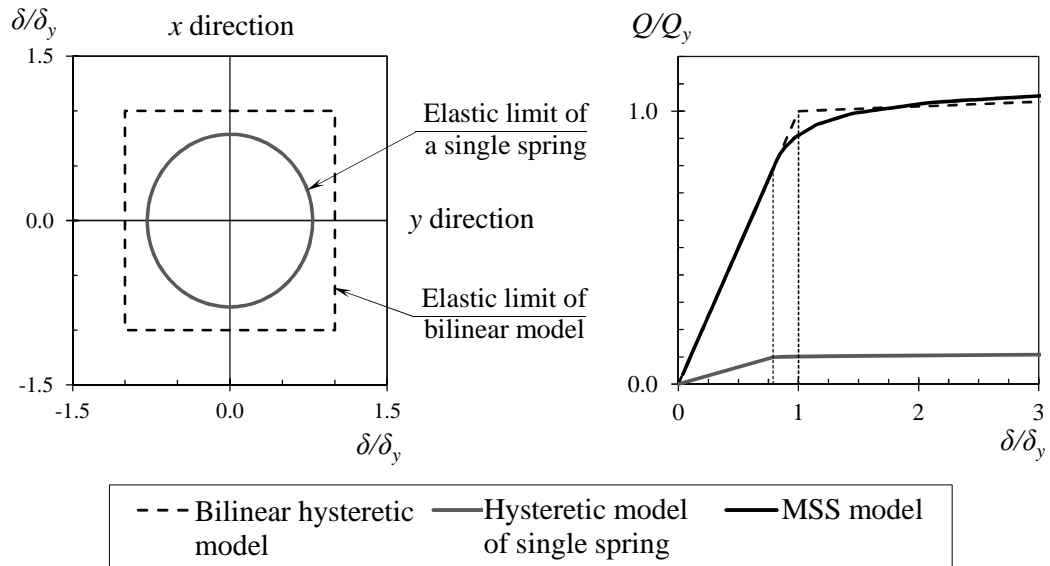 δ/δy
x direction
1.5
Elastic limit of
a single spring
0.0
y direction
Elastic limit of
bilinear model
-1.5
-1.5
0.0
1.5
δ/δy
Q/Qy
1.0
0.0
0
1
2
3
δ/δy
Bilinear hysteretic
model
Hysteretic model
of single spring
MSS model